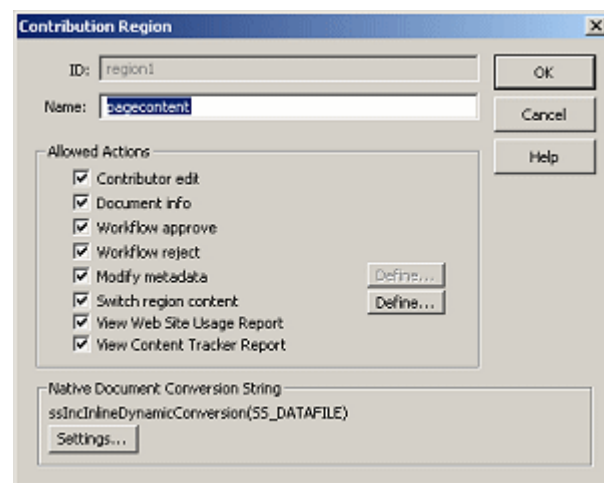 Contribution Region
ID: region1
OK
Name: pagecontent
Cancel
Help
Allowed Actions
Contributor edit
Document info
Workflow approve
Workflow reject
Modify metadata Define...
Switch region content Define...
View Web Site Usage Report
View Content Tracker Report
Native Document Conversion String
ssIncInlineDynamicConversion(SS_DATAFILE)
Settings...